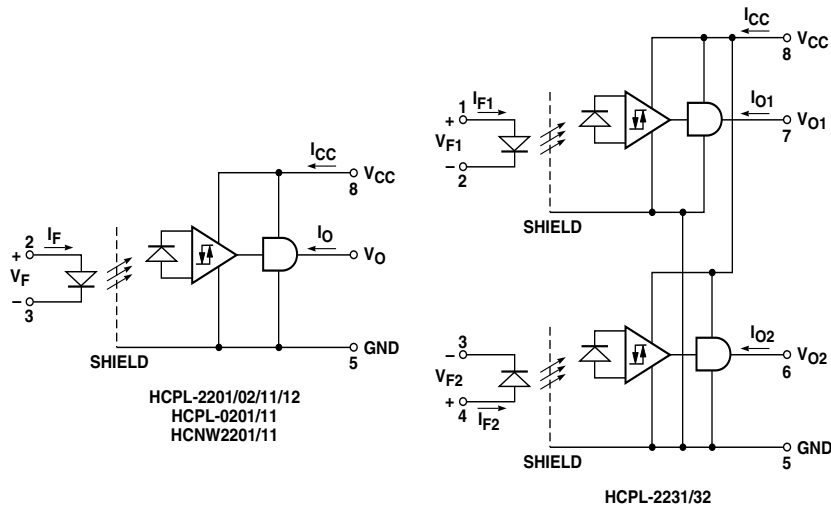 ICC
VCC
8
IO
VO
2
+
IF
VF
–
3
SHIELD
GND
5
HCPL-2201/02/11/12
HCPL-0201/11
HCNW2201/11
ICC
VCC
8
1
+
IF1
VF1
–
2
IO1
VO1
7
SHIELD
3
–
VF2
+
4
IF2
IO2
VO2
6
SHIELD
GND
5
HCPL-2231/32